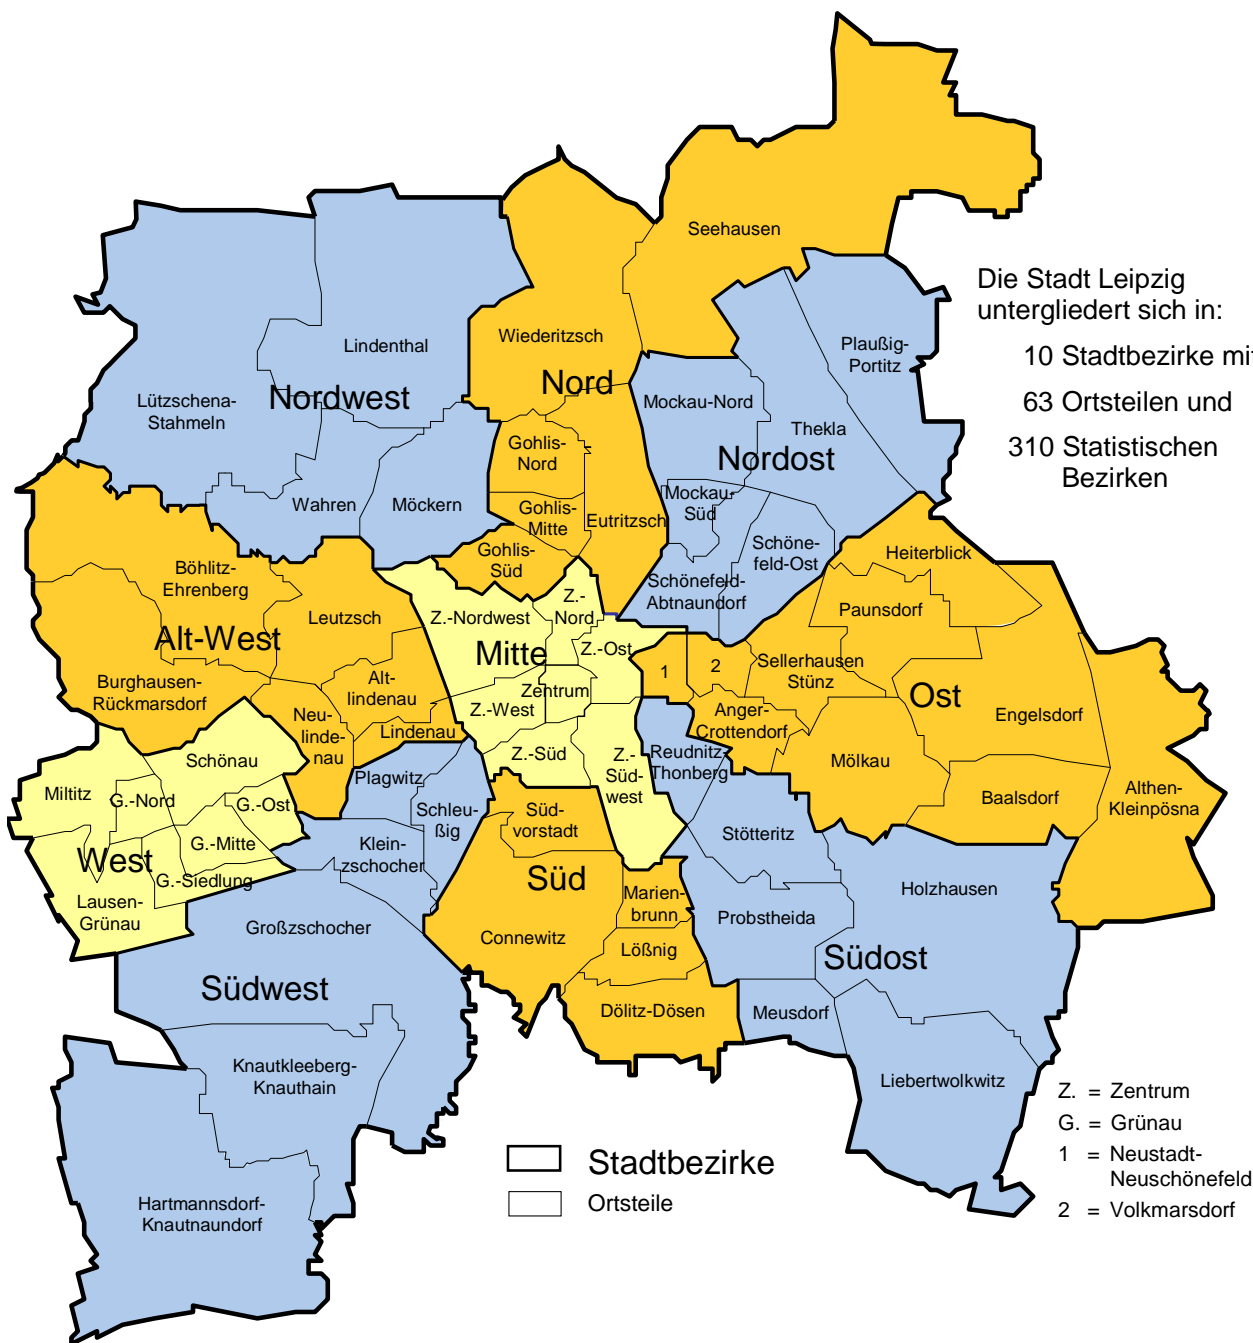 Seehausen
Die Stadt Leipzig
untergliedert sich in:
10 Stadtbezirke mit
63 Ortsteilen und
310 Statistischen
Bezirken
Wiederitzsch
Nord
Gohlis-
Nord
Gohlis-
Mitte
Gohlis-
Süd
Eutritzsch
Lindenthal
Nordwest
Lützschena-
Stahmeln
Wahren
Möckern
Plaußig-
Portitz
Mockau-Nord
Thekla
Nordost
Mockau-
Süd
Schöne-
feld-Ost
Schönefeld-
Abtnaundorf
Böhlitz-
Ehrenberg
Leutzsch
Alt-West
Burghausen-
Rückmarsdorf
Alt-
lindenau
Neu-
linde-
nau
Lindenau
Z.-Nordwest
Z.-
Nord
Mitte
Z.-Ost
Zentrum
Z.-West
Z.-Süd
Z.-
Süd-
west
Heiterblick
Paunsdorf
1
2
Sellerhausen
Stünz
Ost
Anger-
Crottendorf
Engelsdorf
Mölkau
Baalsdorf
Althen-
Kleinpösna
Schönau
Miltitz
G.-Nord
G.-Ost
G.-Mitte
West
G.-Siedlung
Lausen-
Grünau
Plagwitz
Schleu-
ßig
Klein-
zschocher
Großzschocher
Südwest
Knautkleeberg-
Knauthain
Hartmannsdorf-
Knautnaundorf
Süd-
vorstadt
Süd
Marien-
brunn
Connewitz
Lößnig
Dölitz-Dösen
Reudnitz-
Thonberg
Stötteritz
Holzhausen
Probstheida
Südost
Meusdorf
Liebertwolkwitz
Stadtbezirke
Ortsteile
Z. = Zentrum
G. = Grünau
1 = Neustadt-
Neuschönefeld
2 = Volkmarsdorf